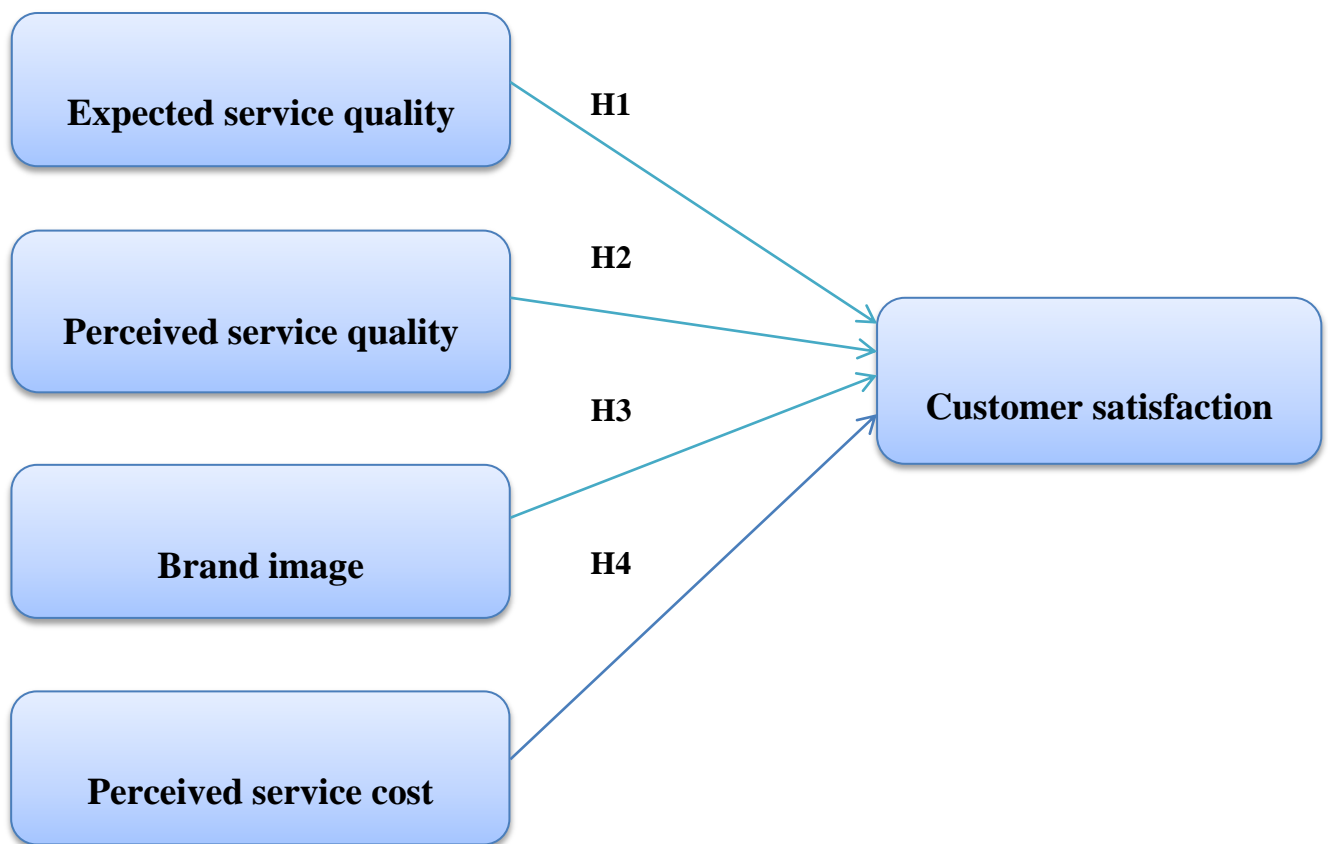 Expected service quality
H1
Perceived service quality
H2
Customer satisfaction
H3
Brand image
H4
Perceived service cost